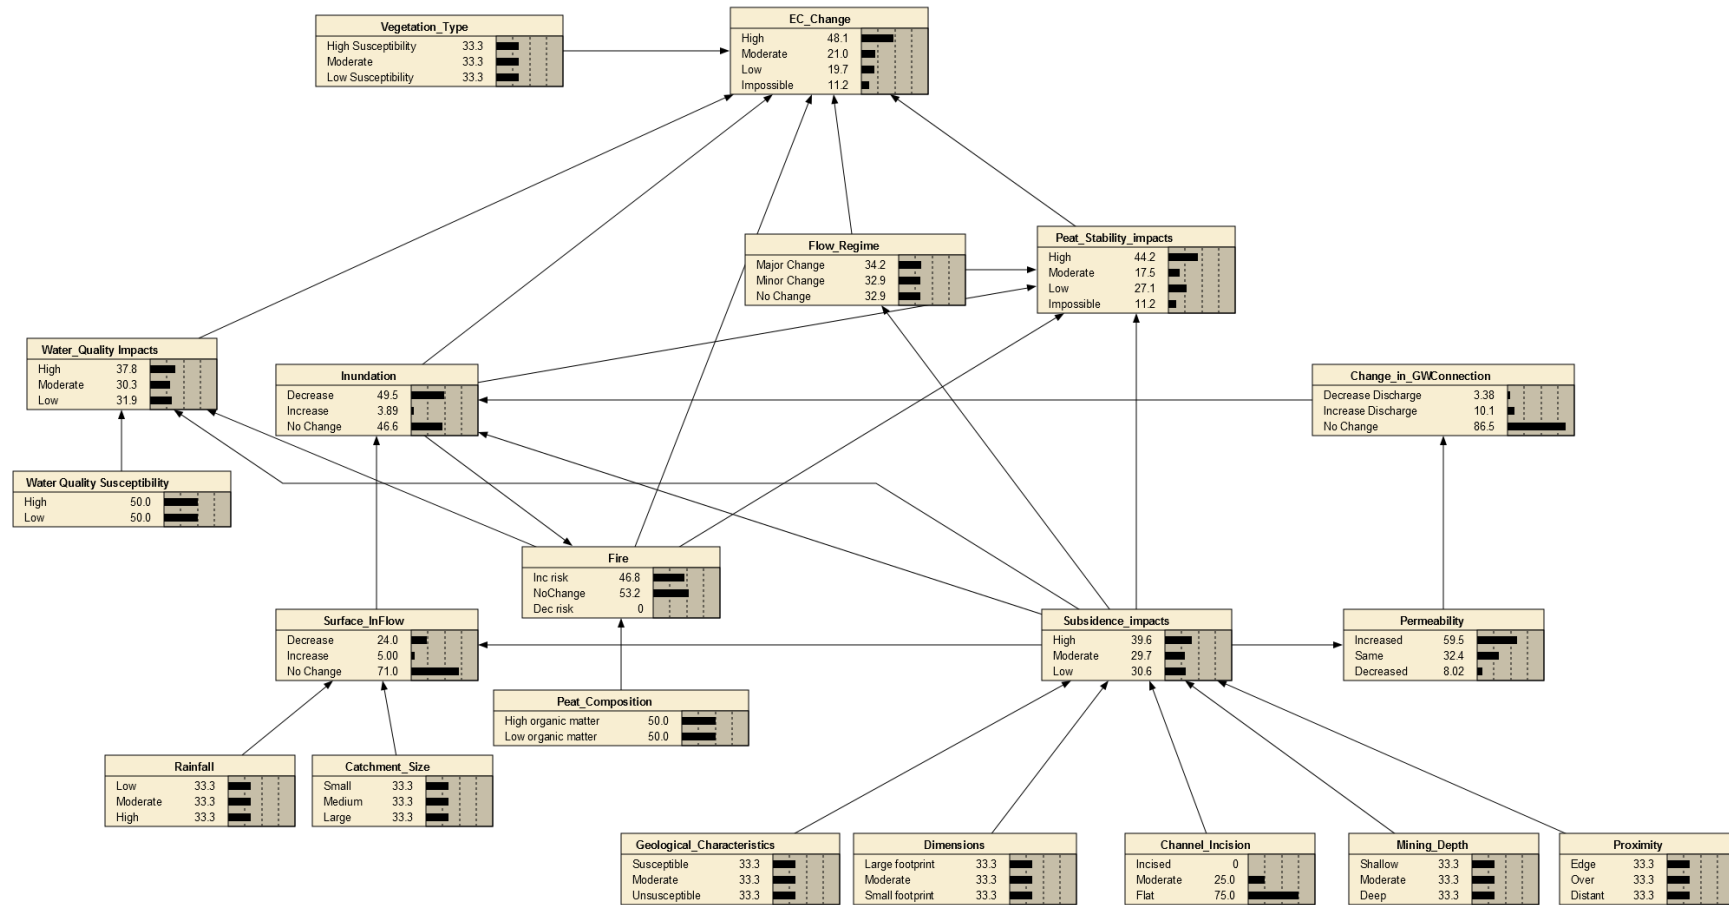 Vegetation_Type
High Susceptibility 33.3
Moderate 33.3
Low Susceptibility 33.3
EC_Change
High 48.1
Moderate 21.0
Low 19.7
Impossible 11.2
Flow_Regime
Major Change 34.2
Minor Change 32.9
No Change 32.9
Peat_Stability_impacts
High 44.2
Moderate 17.5
Low 27.1
Impossible 11.2
Water_Quality Impacts
High 37.8
Moderate 30.3
Low 31.9
Inundation
Decrease 49.5
Increase 3.89
No Change 46.6
Change_in_GWConnection
Decrease Discharge 3.38
Increase Discharge 10.1
No Change 86.5
Water Quality Susceptibility
High 50.0
Low 50.0
Fire
Inc risk 46.8
NoChange 53.2
Dec risk 0
Surface_InFlow
Decrease 24.0
Increase 5.00
No Change 71.0
Subsidence_impacts
High 39.6
Moderate 29.7
Low 30.6
Permeability
Increased 59.5
Same 32.4
Decreased 8.02
Peat_Composition
High organic matter 50.0
Low organic matter 50.0
Rainfall
Low 33.3
Moderate 33.3
High 33.3
Catchment_Size
Small 33.3
Medium 33.3
Large 33.3
Geological_Characteristics
Susceptible 33.3
Moderate 33.3
Unsusceptible 33.3
Dimensions
Large footprint 33.3
Moderate 33.3
Small footprint 33.3
Channel_Incision
Incised 0
Moderate 25.0
Flat 75.0
Mining_Depth
Shallow 33.3
Moderate 33.3
Deep 33.3
Proximity
Edge 33.3
Over 33.3
Distant 33.3